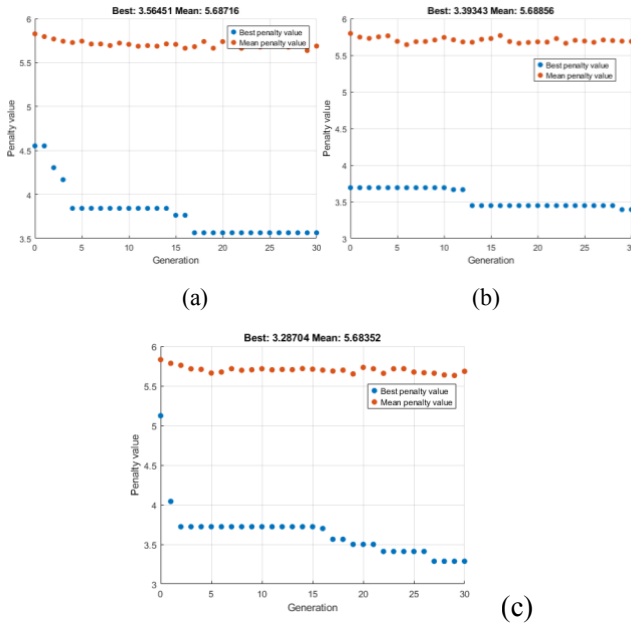 Best: 3.56451 Mean: 5.68716
6
5.5
5
4.5
4
3.5
Penalty value
Best penalty value
Mean penalty value
0 5 10 15 20 25 30
Generation
(a)
Best: 3.39343 Mean: 5.68856
6
5.5
5
4.5
4
3.5
3
Penalty value
Best penalty value
Mean penalty value
0 5 10 15 20 25 30
Generation
(b)
Best: 3.28704 Mean: 5.68352
6
5.5
5
4.5
4
3.5
3
Penalty value
Best penalty value
Mean penalty value
0 5 10 15 20 25 30
Generation
(c)